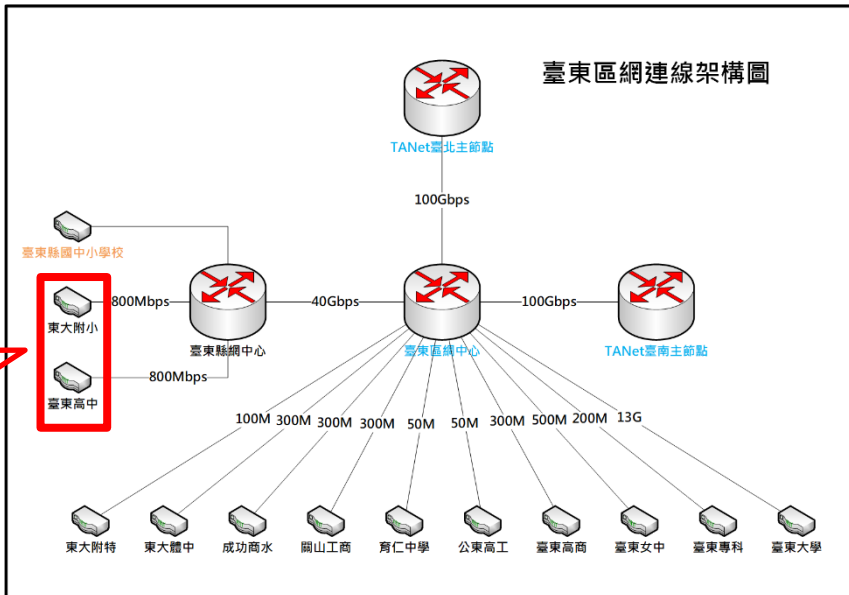 臺東區網連線架構圖
TANet臺北主節點
100Gbps
臺東縣國中小學校
東大附小
800Mbps
臺東縣網中心
40Gbps
臺東區網中心
100Gbps
TANet臺南主節點
臺東高中
800Mbps
100M 300M 300M 300M 50M 50M 300M 500M 200M 13G
東大附特 東大體中 成功商水 關山工商 育仁中學 公東高工 臺東高商 臺東女中 臺東專科 臺東大學